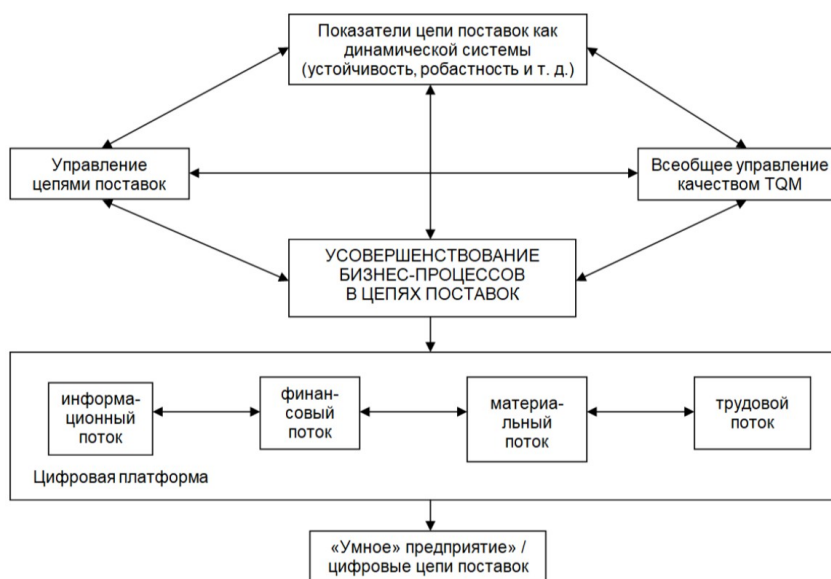 Показатели цепи поставок как
динамической системы
(устойчивость, робастность и т. д.)
Управление
цепями поставок
Всеобщее управление
качеством TQM
УСОВЕРШЕНСТВОВАНИЕ
БИЗНЕС-ПРОЦЕССОВ
В ЦЕПЯХ ПОСТАВОК
информа-
ционный
поток
финан-
совый
поток
материа-
льный
поток
трудовой
поток
Цифровая платформа
«Умное» предприятие» /
цифровые цепи поставок